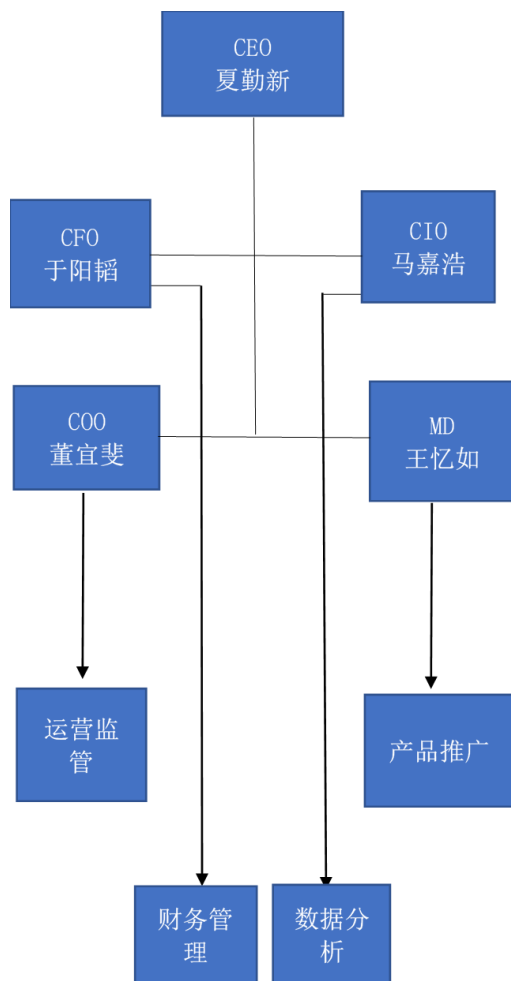 CEO
夏勤新
CFO
于阳韬
CIO
马嘉浩
COO
董宜斐
MD
王忆如
运营监
管
产品推广
财务管
理
数据分
析